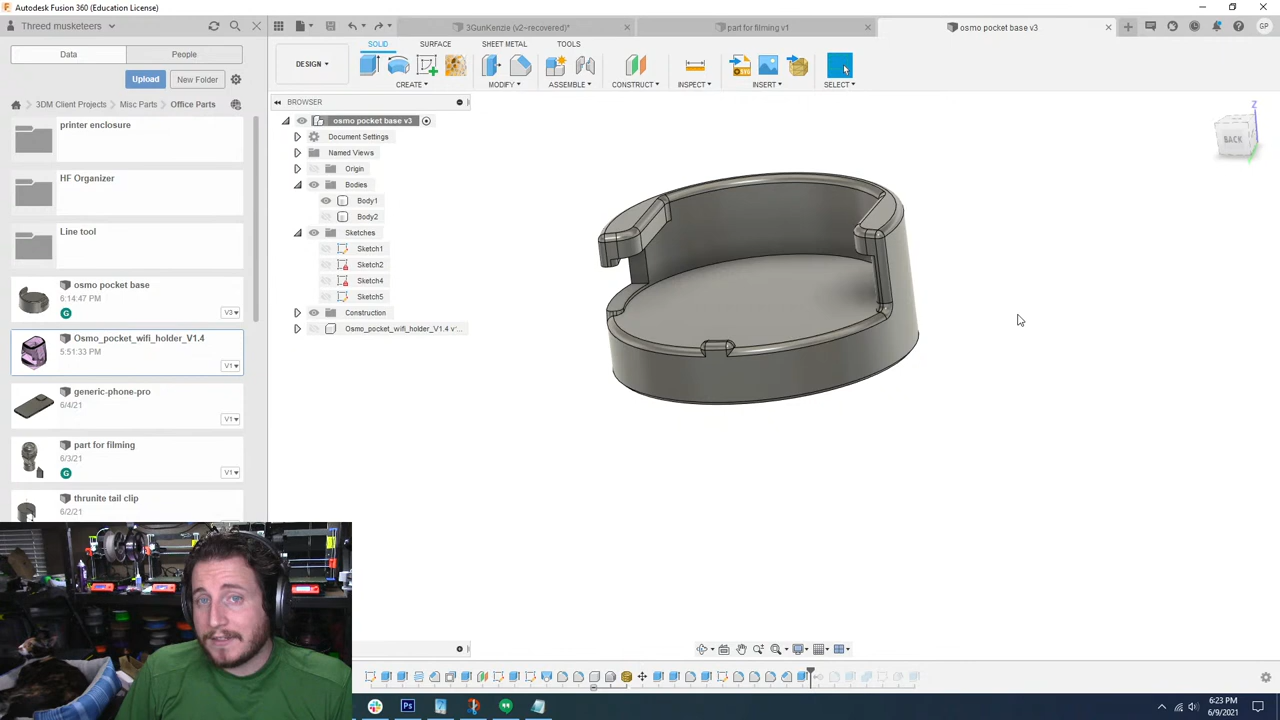 Autodesk Fusion 360 (Education License)
Threed musketeers
3GunKenzie (v2~recovered)*
part for filming v1
osmo pocket base v3
GP
Data
People
Upload
New Folder
3DM Client Projects
Misc Parts
Office Parts
printer enclosure
HF Organizer
Line tool
osmo pocket base
6:14:47 PM
G
V3
Osmo_pocket_wifi_holder_V1.4
5:51:33 PM
V1
generic-phone-pro
6/4/21
V1
part for filming
6/3/21
G
V1
thrunite tail clip
6/2/21
DESIGN
SOLID
SURFACE
SHEET METAL
TOOLS
CREATE
MODIFY
ASSEMBLE
CONSTRUCT
INSPECT
INSERT
SELECT
BROWSER
osmo pocket base v3
Document Settings
Named Views
Origin
Bodies
Body1
Body2
Sketches
Sketch1
Sketch2
Sketch4
Sketch5
Construction
Osmo_pocket_wifi_holder_V1.4 v'...
Z
BACK
6:23 PM
6/9/2021